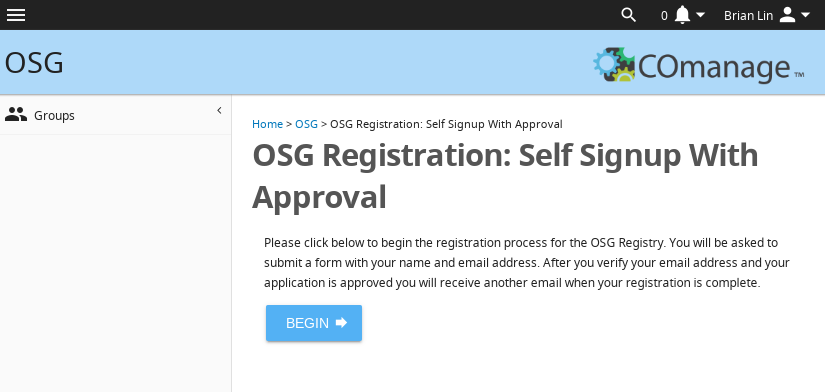 0 Brian Lin
OSG
COmanage ™
Groups
Home > OSG > OSG Registration: Self Signup With Approval
OSG Registration: Self Signup With
Approval
Please click below to begin the registration process for the OSG Registry. You will be asked to
submit a form with your name and email address. After you verify your email address and your
application is approved you will receive another email when your registration is complete.
BEGIN